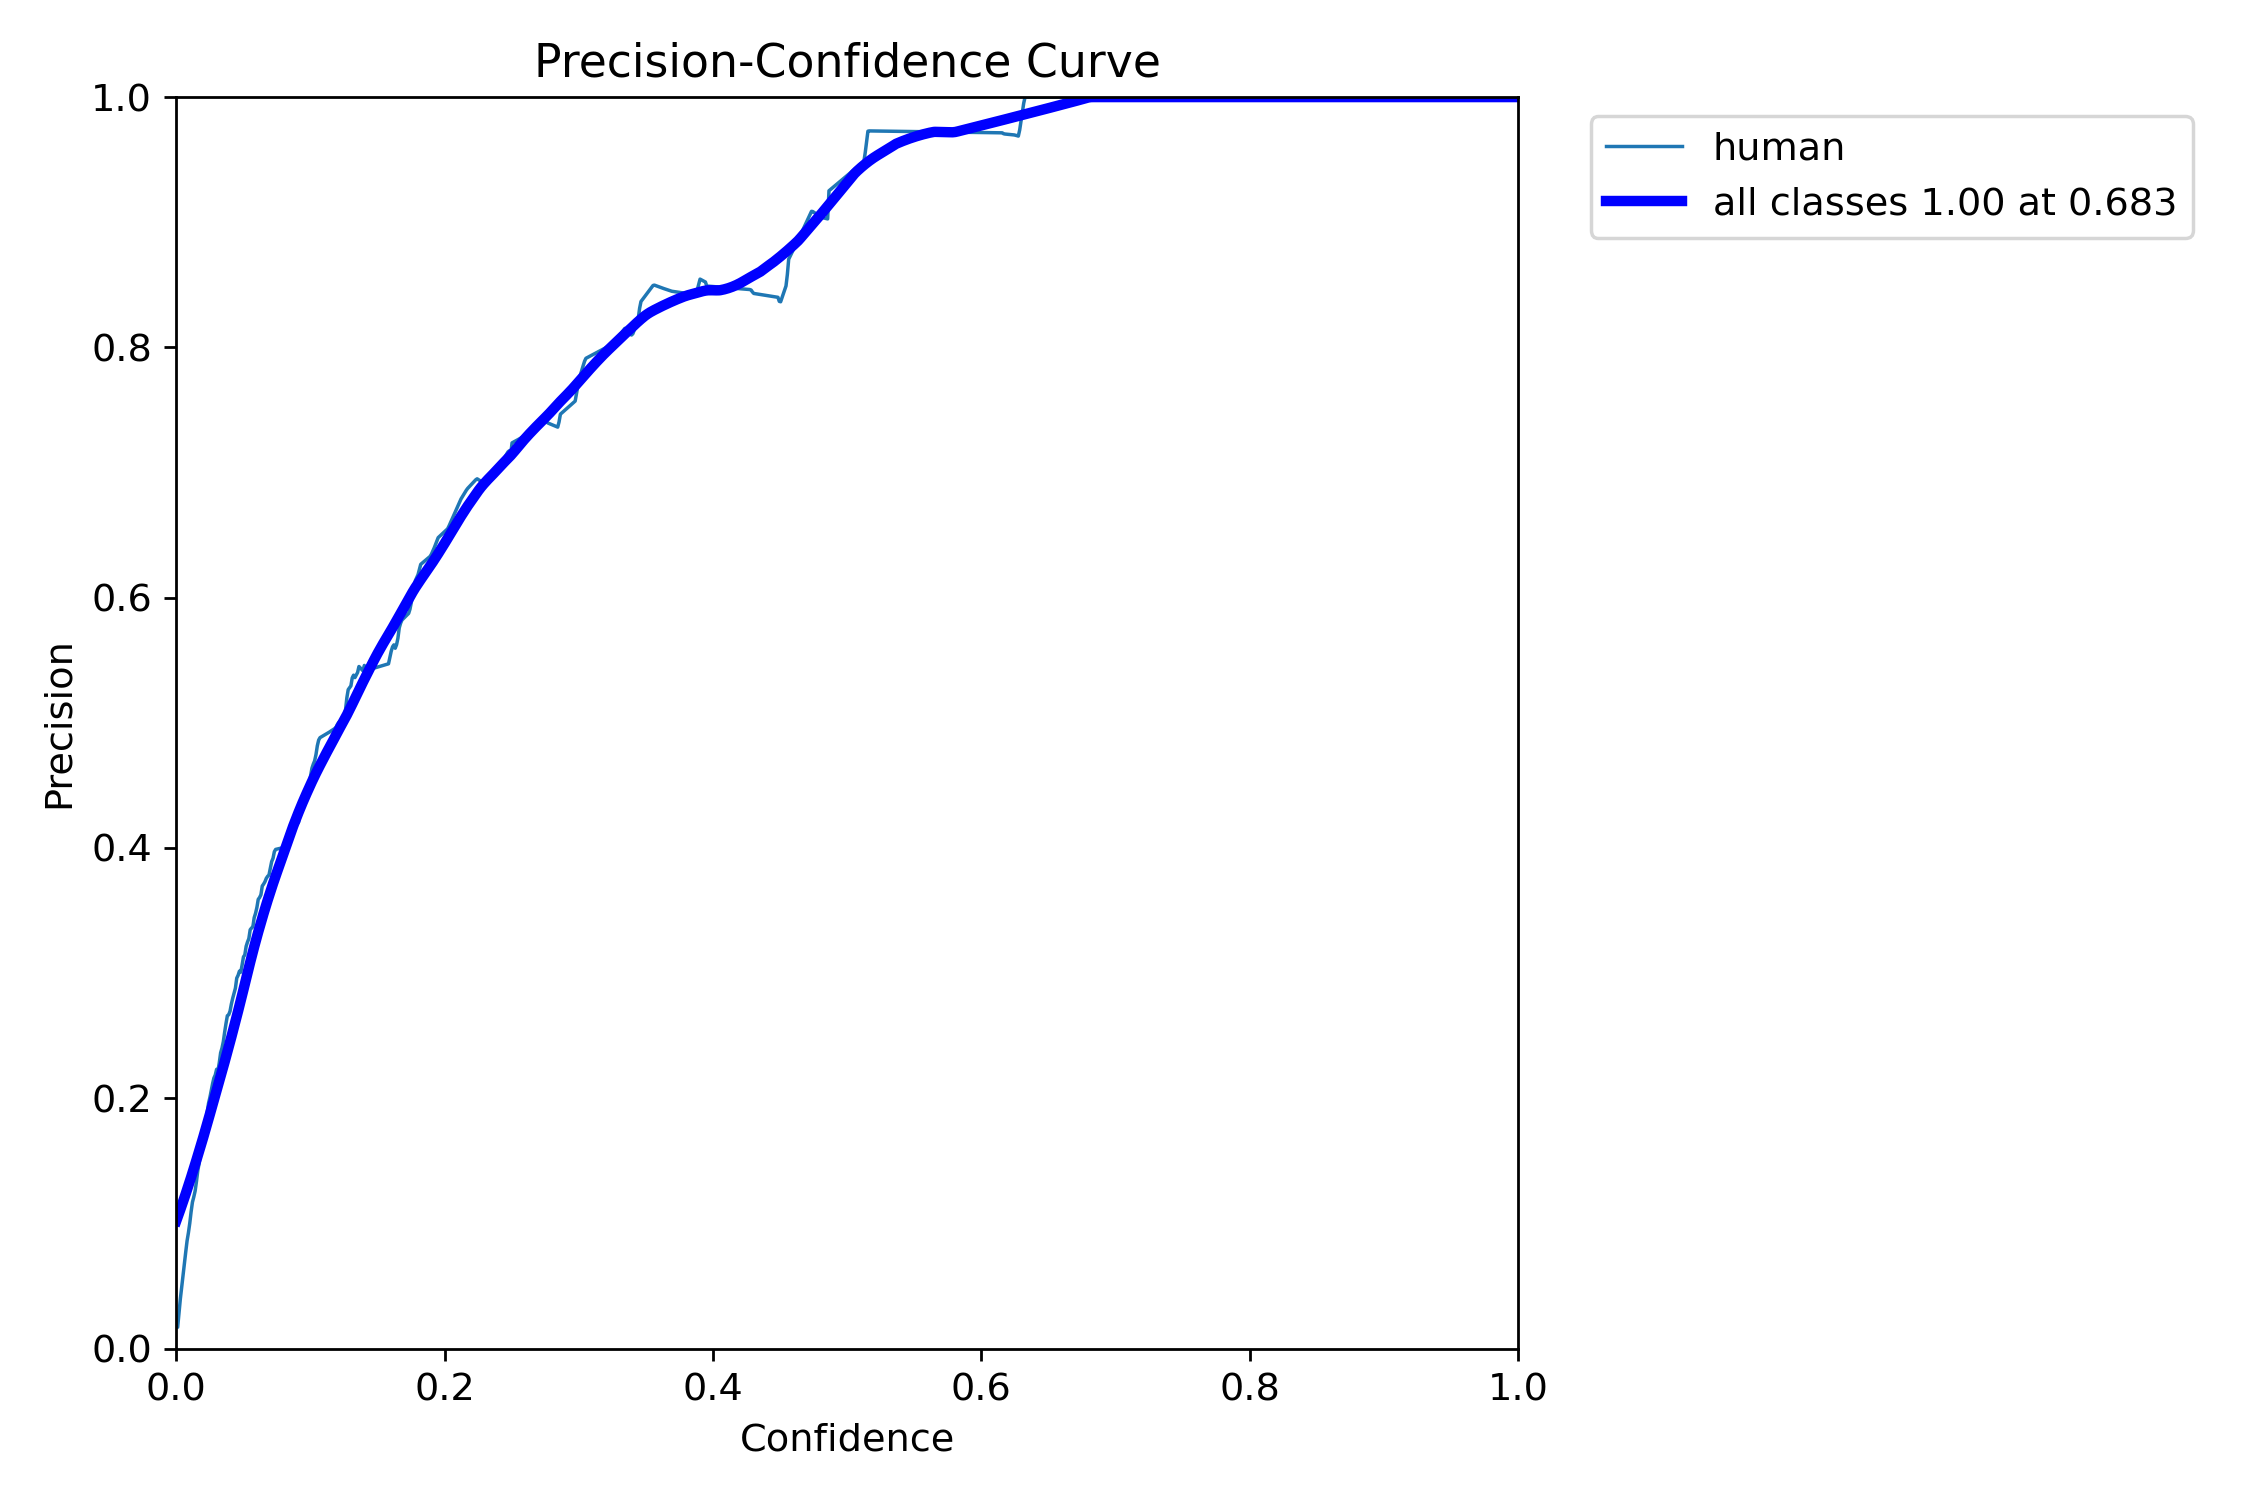 Precision-Confidence Curve
1.0
0.8
0.6
0.4
0.2
0.0
Precision
0.0 0.2 0.4 0.6 0.8 1.0
Confidence
human
all classes 1.00 at 0.683